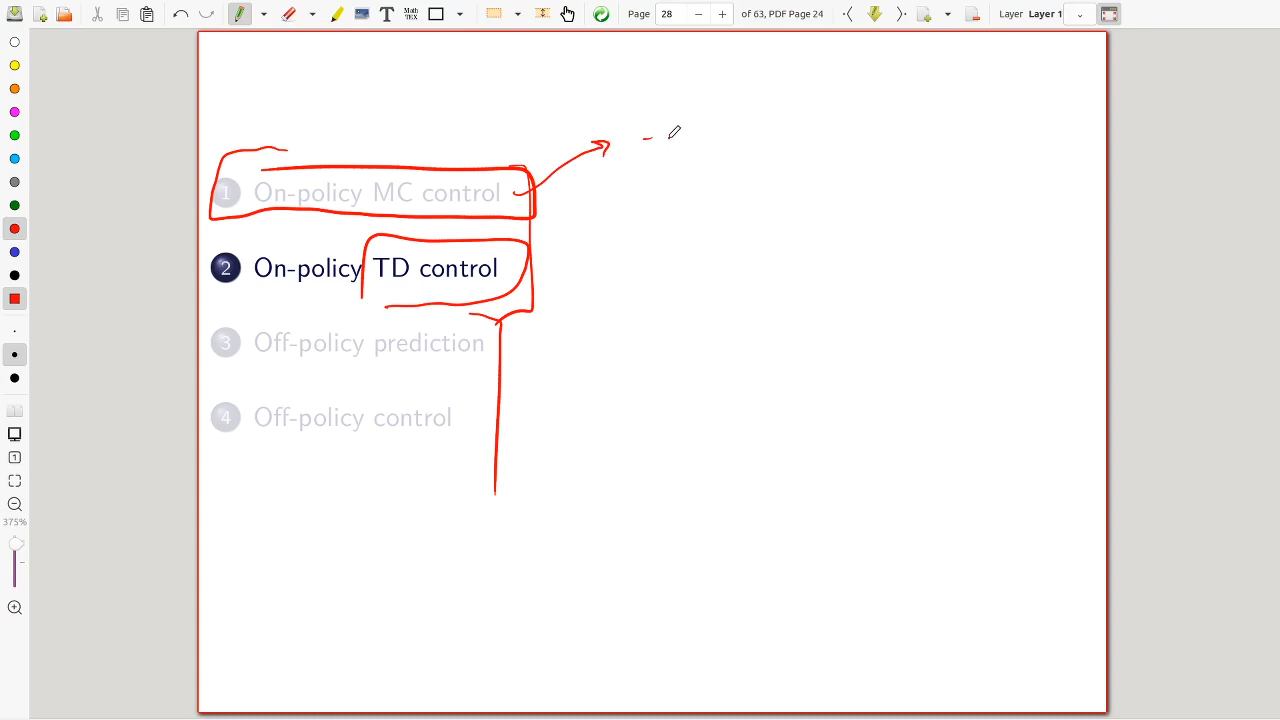 Page 28 of 63, PDF Page 24 Layer Layer 1
1 On-policy MC control
2 On-policy TD control
3 Off-policy prediction
4 Off-policy control
375%